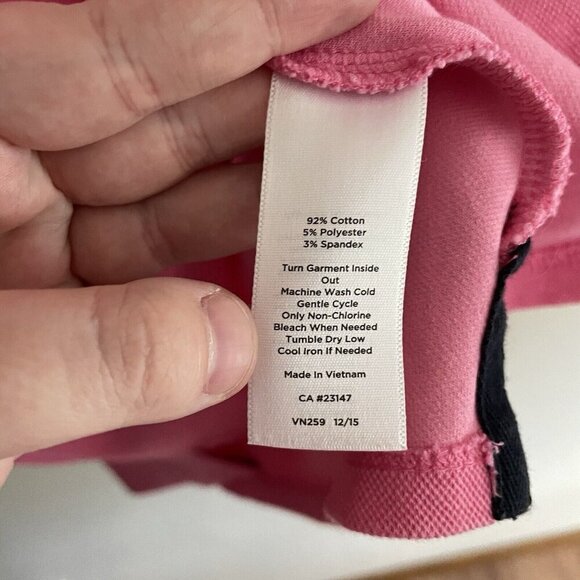 92% Cotton
5% Polyester
3% Spandex
Turn Garment Inside
Out
Machine Wash Cold
Gentle Cycle
Only Non-Chlorine
Bleach When Needed
Tumble Dry Low
Cool Iron If Needed
Made in Vietnam
CA #23147
VN259 12/15